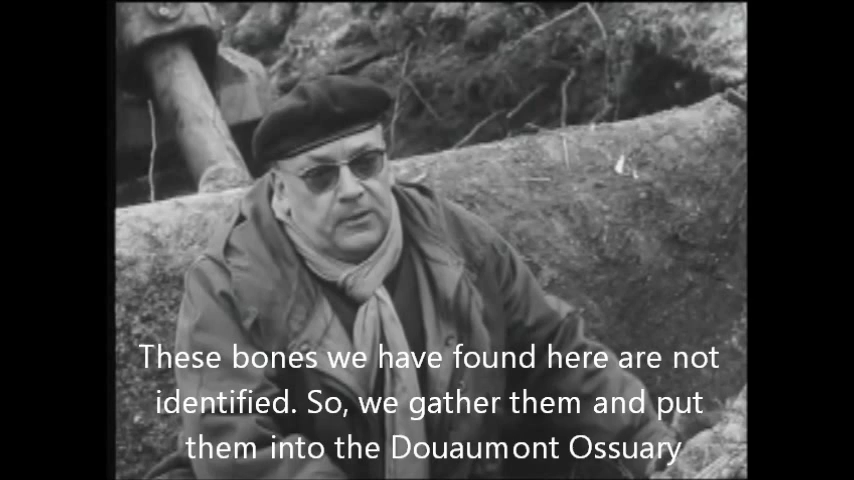 These bones we have found here are not
identified. So, we gather them and put
them into the Douaumont Ossuary